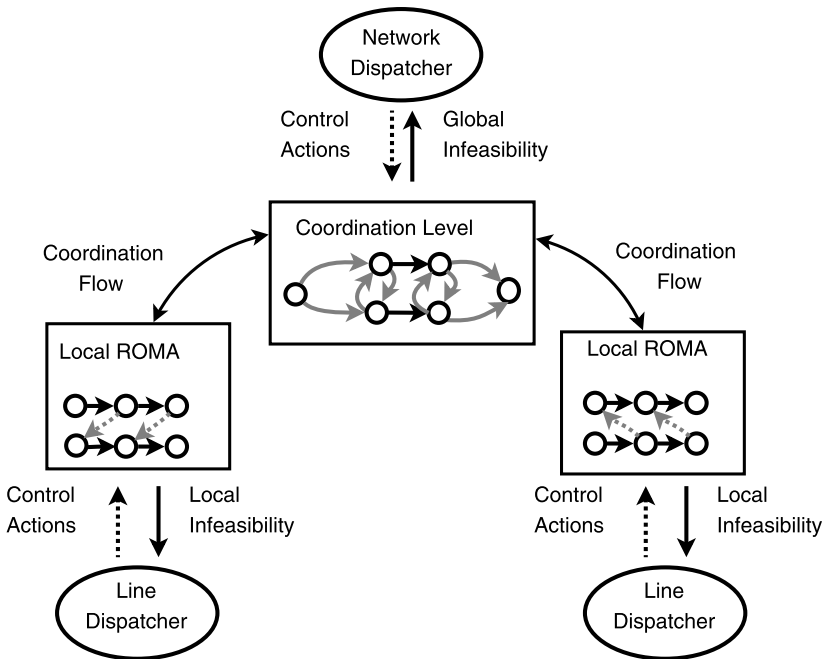 Network
Dispatcher
Control
Actions
Global
Infeasibility
Coordination Level
Coordination
Flow
Coordination
Flow
Local ROMA
Local ROMA
Control
Actions
Local
Infeasibility
Control
Actions
Local
Infeasibility
Line
Dispatcher
Line
Dispatcher